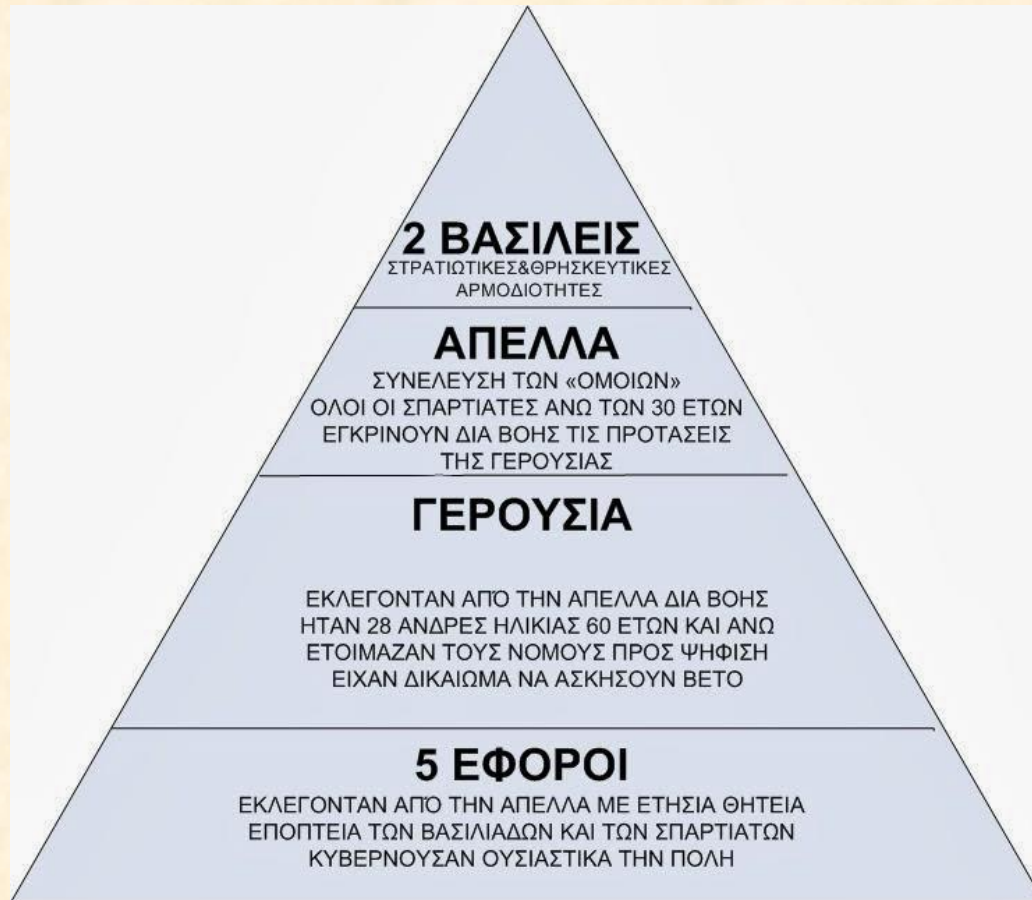 2 ΒΑΣΙΛΕΙΣ
ΣΤΡΑΤΙΩΤΙΚΕΣ&ΘΡΗΣΚΕΥΤΙΚΕΣ
ΑΡΜΟΔΙΟΤΗΤΕΣ
ΑΠΕΛΛΑ
ΣΥΝΕΛΕΥΣΗ ΤΩΝ «ΟΜΟΙΩΝ»
ΟΛΟΙ ΟΙ ΣΠΑΡΤΙΑΤΕΣ ΑΝΩ ΤΩΝ 30 ΕΤΩΝ
ΕΓΚΡΙΝΟΥΝ ΔΙΑ ΒΟΗΣ ΤΙΣ ΠΡΟΤΑΣΕΙΣ
ΤΗΣ ΓΕΡΟΥΣΙΑΣ
ΓΕΡΟΥΣΙΑ
ΕΚΛΕΓΟΝΤΑΝ ΑΠΌ ΤΗΝ ΑΠΕΛΛΑ ΔΙΑ ΒΟΗΣ
ΗΤΑΝ 28 ΑΝΔΡΕΣ ΗΛΙΚΙΑΣ 60 ΕΤΩΝ ΚΑΙ ΑΝΩ
ΕΤΟΙΜΑΖΑΝ ΤΟΥΣ ΝΟΜΟΥΣ ΠΡΟΣ ΨΗΦΙΣΗ
ΕΙΧΑΝ ΔΙΚΑΙΩΜΑ ΝΑ ΑΣΚΗΣΟΥΝ ΒΕΤΟ
5 ΕΦΟΡΟΙ
ΕΚΛΕΓΟΝΤΑΝ ΑΠΌ ΤΗΝ ΑΠΕΛΛΑ ΜΕ ΕΤΗΣΙΑ ΘΗΤΕΙΑ
ΕΠΟΠΤΕΙΑ ΤΩΝ ΒΑΣΙΛΙΑΔΩΝ ΚΑΙ ΤΩΝ ΣΠΑΡΤΙΑΤΩΝ
ΚΥΒΕΡΝΟΥΣΑΝ ΟΥΣΙΑΣΤΙΚΑ ΤΗΝ ΠΟΛΗ